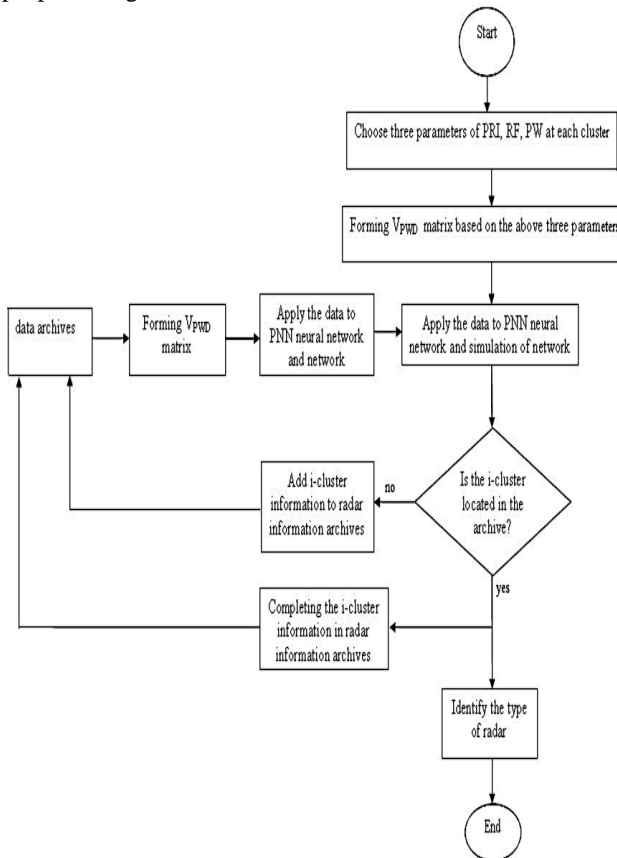 Start
Choose three parameters of PRI, RF, PW at each cluster
Forming VPWD matrix based on the above three parameters
data archives
Forming VPWD
matrix
Apply the data to
PNN neural network
and network
Apply the data to PNN neural
network and simulation of network
Is the i-cluster
located in the
archive?
no
Add i-cluster
information to radar
information archives
yes
Completing the i-cluster
information in radar
information archives
Identify the type
of radar
End